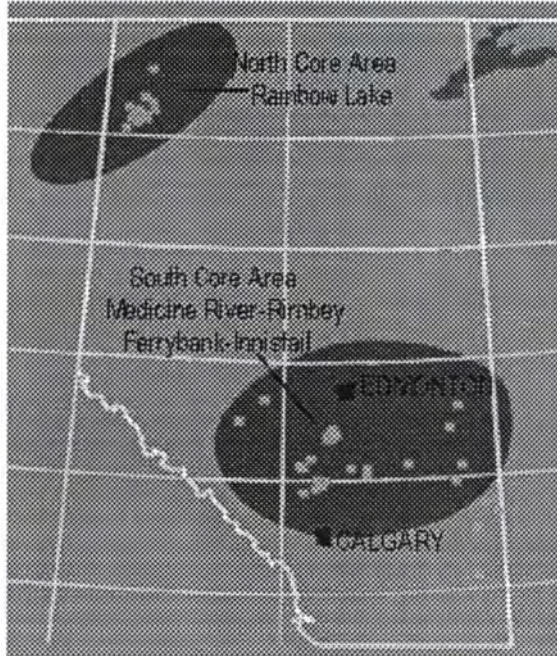 North Core Area
Rainbow Lake
South Core Area
Medicine River-Rimbey
Ferrybank-Innisfail
EDMONTON
CALGARY